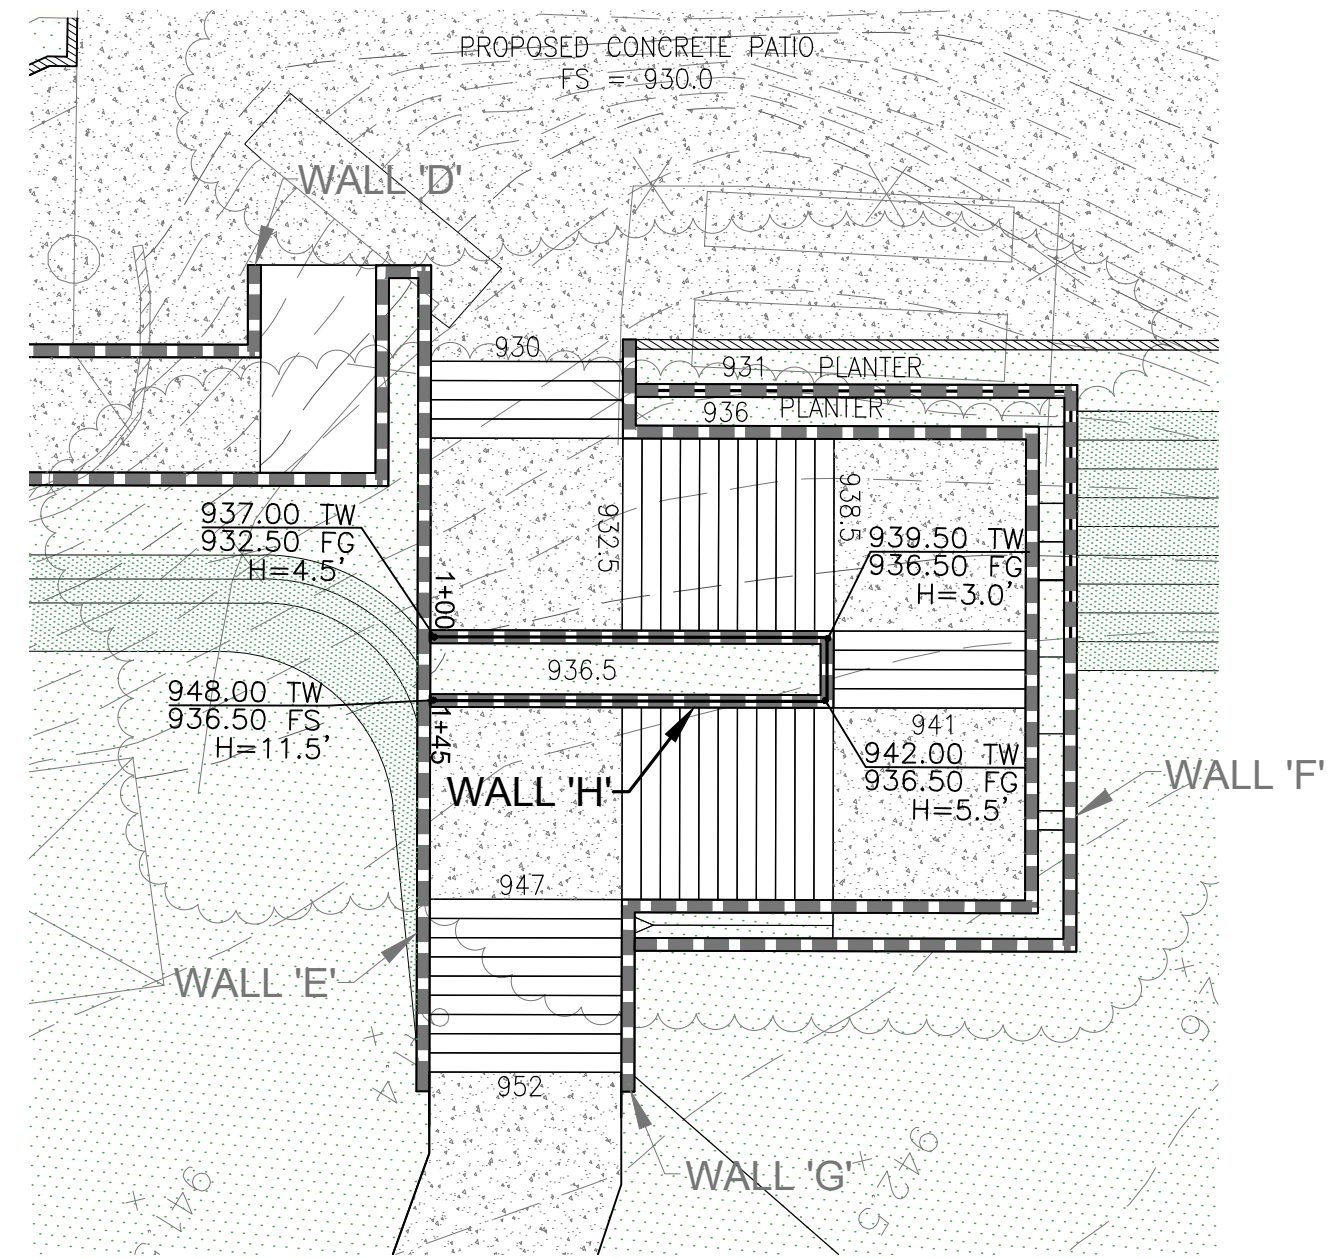 PROPOSED CONCRETE PATIO
FS = 930.0
WALL 'D'
930
931 PLANTER
936 PLANTER
937.00 TW
932.50 FG
H=4.5'
932.5
938.5
939.50 TW
936.50 FG
H=3.0'
1+00
936.5
948.00 TW
936.50 FS
H=11.5'
1+45
941
942.00 TW
936.50 FG
H=5.5'
WALL 'H'
WALL 'F'
947
WALL 'E'
952
WALL 'G'